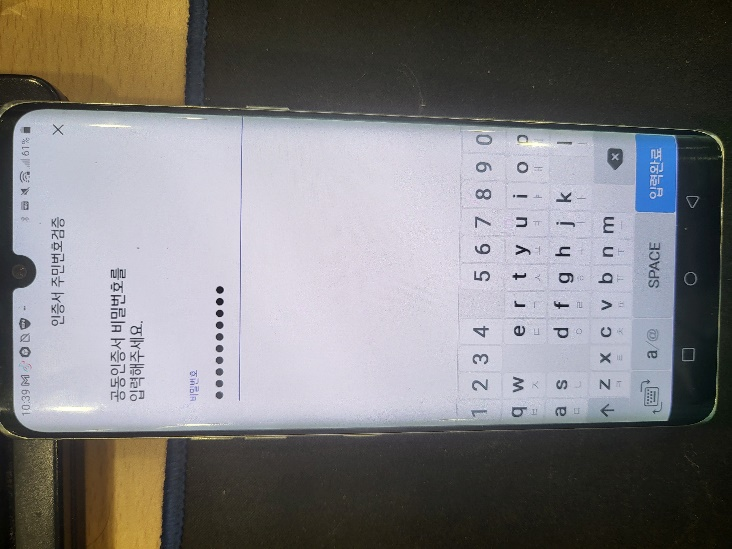 10:39
61%
인증서 주민번호검증
공동인증서 비밀번호를
입력해주세요.
비밀번호
●●●●●●●●●●
1 2 3 4 5 6 7 8 9 0
q w e r t y u i o p
a s d f g h j k l
z x c v b n m
a/@ SPACE 입력완료